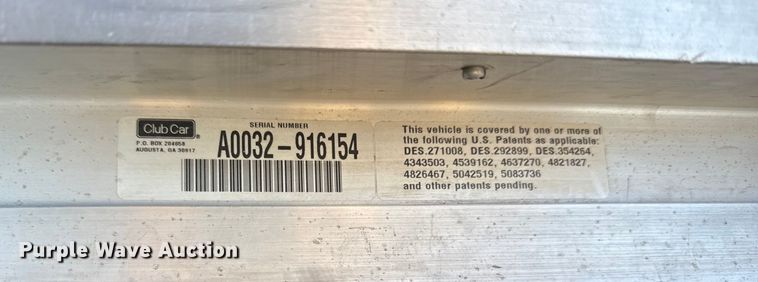 Club Car®
P.O. BOX 204658
AUGUSTA, GA 30917
SERIAL NUMBER
A0032-916154
This vehicle is covered by one or more of
the following U.S. Patents as applicable:
DES.271008, DES.292899, DES.354264,
4343503, 4539162, 4637270, 4821827,
4826467, 5042519, 5083736
and other patents pending.
Purple Wave Auction